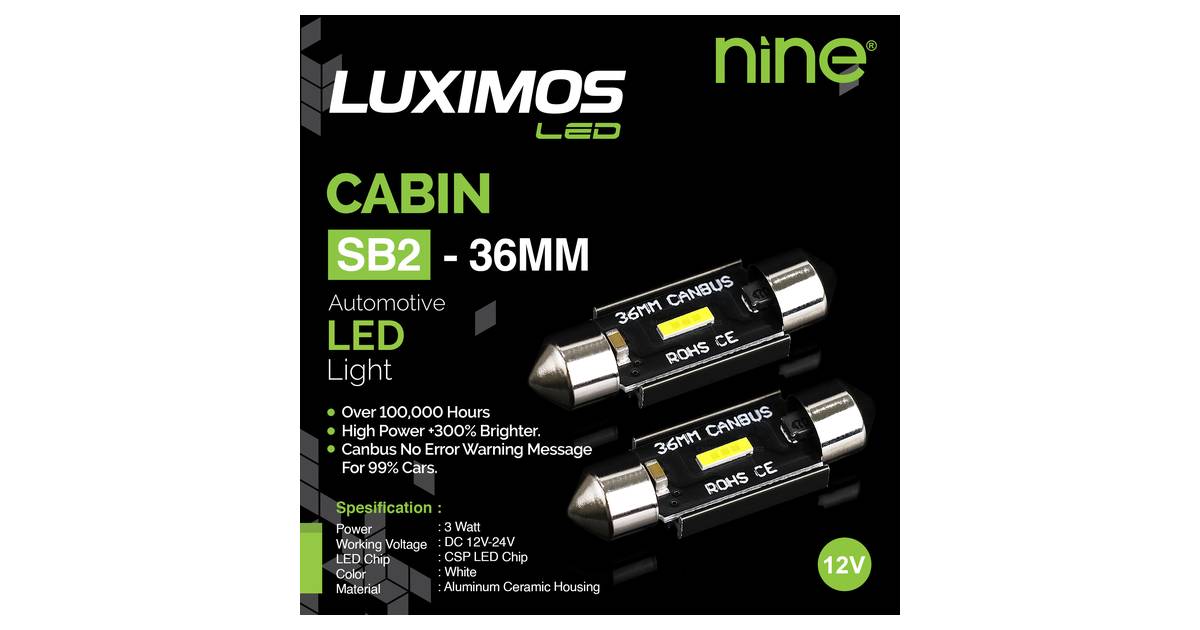 nine®
LUXIMOS
LED
CABIN
SB2 - 36MM
Automotive
LED
Light
• Over 100,000 Hours
• High Power +300% Brighter.
• Canbus No Error Warning Message
For 99% Cars.
Spesification :
Power : 3 Watt
Working Voltage : DC 12V-24V
LED Chip : CSP LED Chip
Color : White
Material : Aluminum Ceramic Housing
36MM CANBUS
ROHS CE
36MM CANBUS
ROHS CE
12V